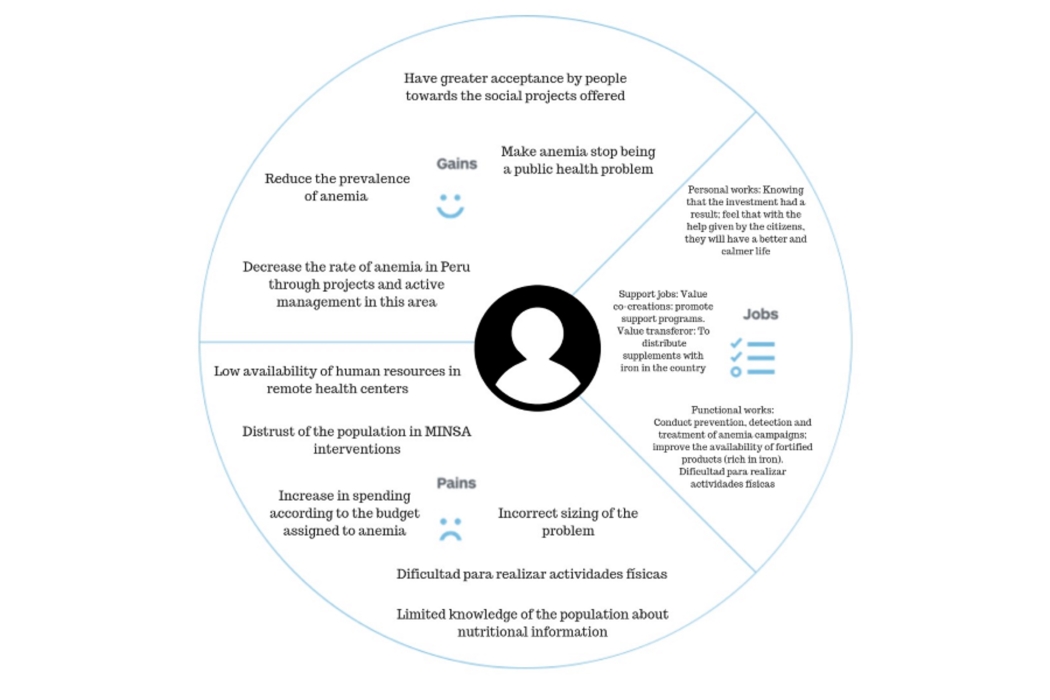 Have greater acceptance by people
towards the social projects offered
Gains
Make anemia stop being
a public health problem
Reduce the prevalence
of anemia
Decrease the rate of anemia in Peru
through projects and active
management in this area
Personal works: Knowing
that the investment had a
result; feel that with the
help given by the citizens,
they will have a better and
calmer life
Support jobs: Value
co-creations: promote
support programs.
Value transferor: To
distribute
supplements with
iron in the country
Jobs
Functional works:
Conduct prevention, detection and
treatment of anemia campaigns;
improve the availability of fortified
products (rich in iron).
Dificultad para realizar
actividades físicas
Low availability of human resources in
remote health centers
Distrust of the population in MINSA
interventions
Pains
Increase in spending
according to the budget
assigned to anemia
Incorrect sizing of the
problem
Dificultad para realizar actividades físicas
Limited knowledge of the population about
nutritional information